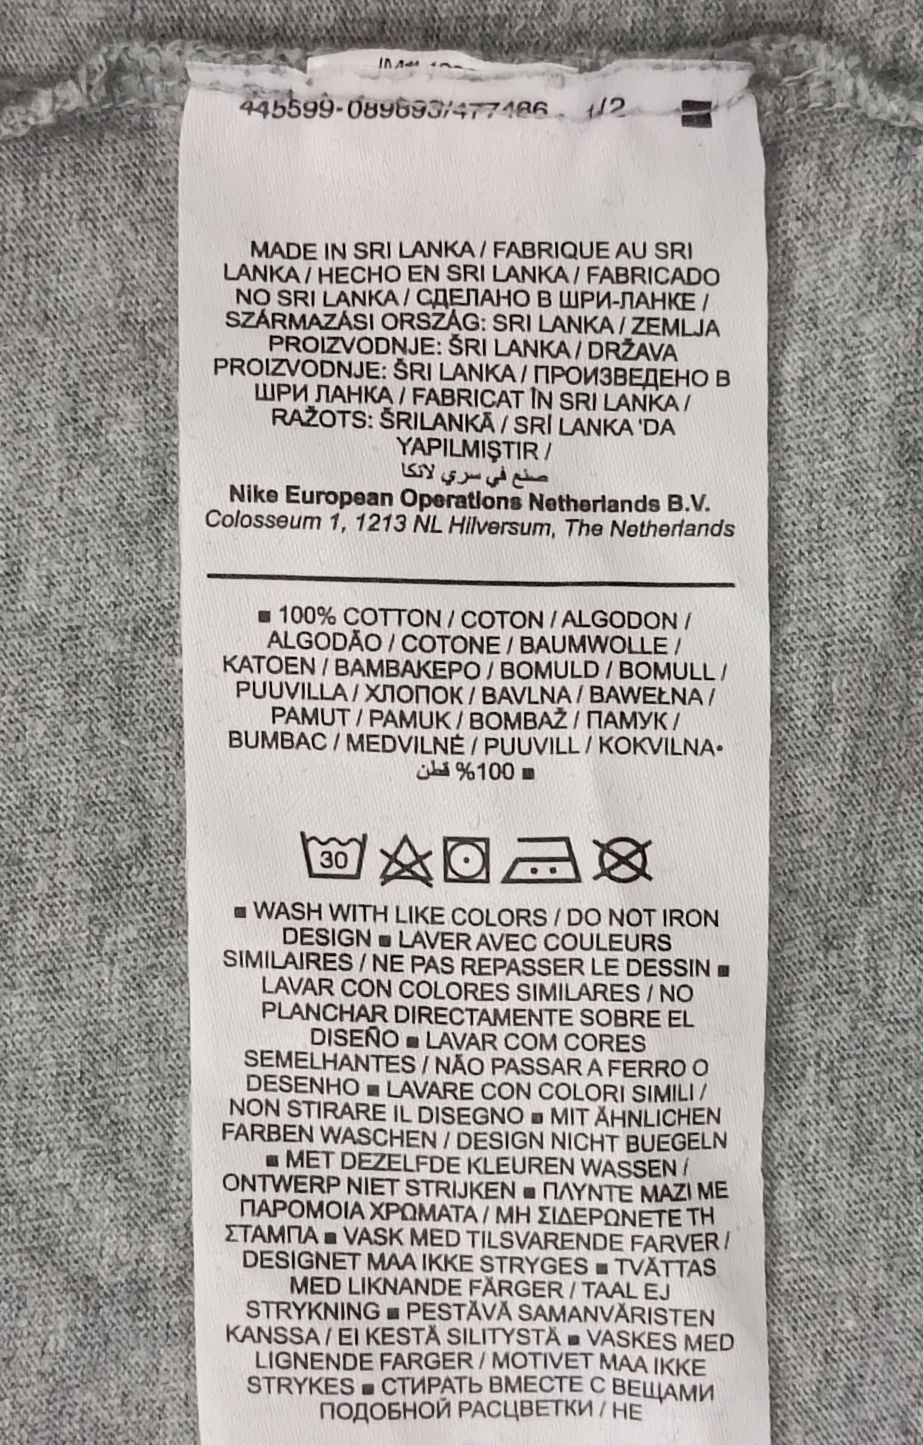 445599-089693/477486 1/2
MADE IN SRI LANKA / FABRIQUE AU SRI
LANKA / HECHO EN SRI LANKA / FABRICADO
NO SRI LANKA / СДЕЛАНО В ШРИ-ЛАНКЕ /
SZÁRMAZÁSI ORSZÁG: SRI LANKA / ZEMLJA
PROIZVODNJE: ŠRI LANKA / DRŽAVA
PROIZVODNJE: ŠRI LANKA / ПРОИЗВЕДЕНО В
ШРИ ЛАНКА / FABRICAT ÎN SRI LANKA /
RAŽOTS: ŠRILANKĀ / SRİ LANKA 'DA
YAPILMIŞTIR /
صنع في سري لانكا
Nike European Operations Netherlands B.V.
Colosseum 1, 1213 NL Hilversum, The Netherlands
■ 100% COTTON / COTON / ALGODON /
ALGODÃO / COTONE / BAUMWOLLE /
KATOEN / ΒΑΜΒΑΚΕΡΟ / BOMULD / BOMULL /
PUUVILLA / ХЛОПОК / BAVLNA / BAWEŁNA /
PAMUT / PAMUK / BOMBAŽ / ПАМУК /
BUMBAC / MEDVILNĖ / PUUVILL / KOKVILNA•
■ 100% قطن
30
■ WASH WITH LIKE COLORS / DO NOT IRON
DESIGN ■ LAVER AVEC COULEURS
SIMILAIRES / NE PAS REPASSER LE DESSIN ■
LAVAR CON COLORES SIMILARES / NO
PLANCHAR DIRECTAMENTE SOBRE EL
DISEÑO ■ LAVAR COM CORES
SEMELHANTES / NÃO PASSAR A FERRO O
DESENHO ■ LAVARE CON COLORI SIMILI /
NON STIRARE IL DISEGNO ■ MIT ÄHNLICHEN
FARBEN WASCHEN / DESIGN NICHT BUEGELN
■ MET DEZELFDE KLEUREN WASSEN /
ONTWERP NIET STRIJKEN ■ ΠΛΥΝΤΕ ΜΑΖΙ ΜΕ
ΠΑΡΟΜΟΙΑ ΧΡΩΜΑΤΑ / ΜΗ ΣΙΔΕΡΩΝΕΤΕ ΤΗ
ΣΤΑΜΠΑ ■ VASK MED TILSVARENDE FARVER /
DESIGNET MAA IKKE STRYGES ■ TVÄTTAS
MED LIKNANDE FÄRGER / TAAL EJ
STRYKNING ■ PESTÄVÄ SAMANVÄRISTEN
KANSSA / EI KESTÄ SILITYSTÄ ■ VASKES MED
LIGNENDE FARGER / MOTIVET MAA IKKE
STRYKES ■ СТИРАТЬ ВМЕСТЕ С ВЕЩАМИ
ПОДОБНОЙ РАСЦВЕТКИ / НЕ